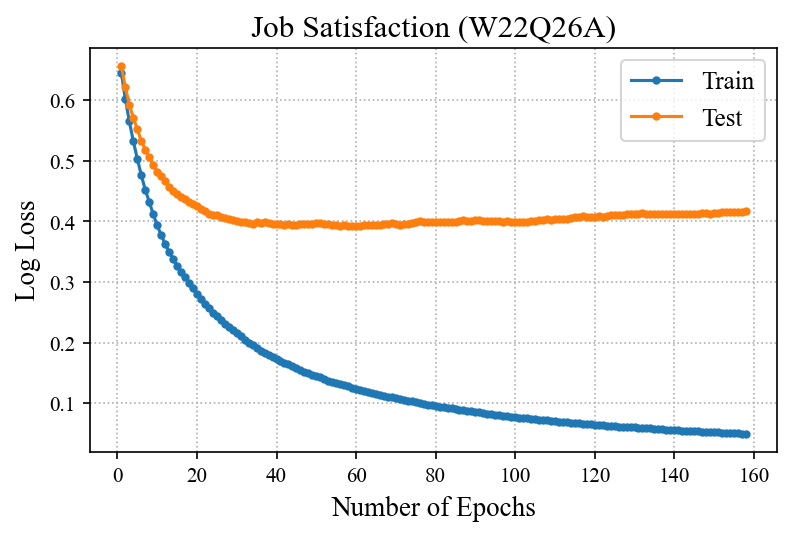 Job Satisfaction (W22Q26A)
Train
Test
Log Loss
0.6
0.5
0.4
0.3
0.2
0.1
0 20 40 60 80 100 120 140 160
Number of Epochs